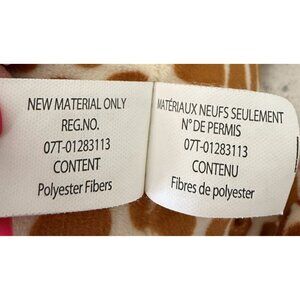 NEW MATERIAL ONLY
REG.NO.
07T-01283113
CONTENT
Polyester Fibers
MATÉRIAUX NEUFS SEULEMENT
N° DE PERMIS
07T-01283113
CONTENU
Fibres de polyester